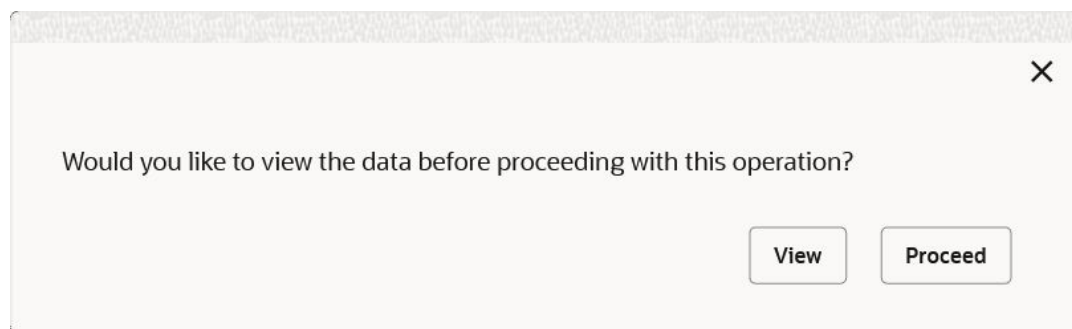 Would you like to view the data before proceeding with this operation?
View
Proceed